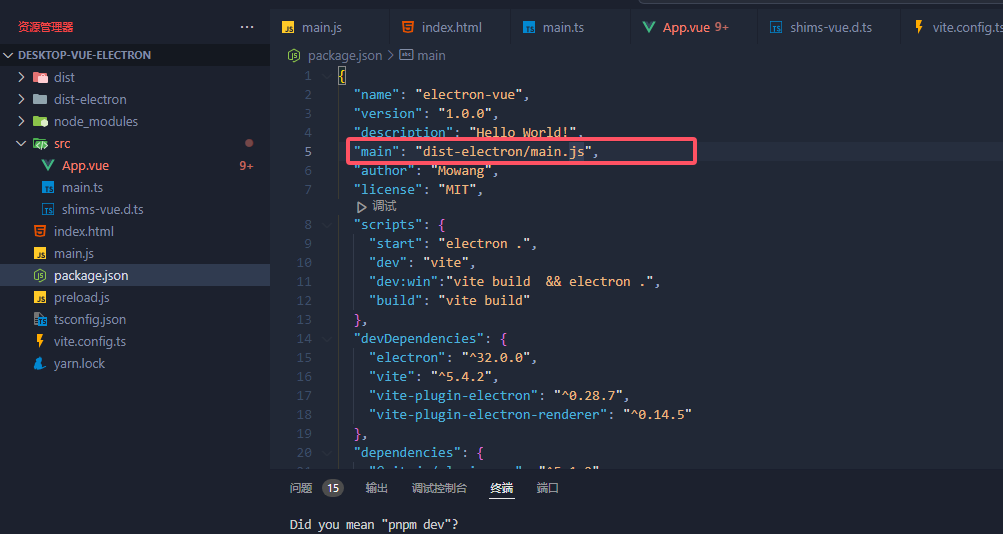 资源管理器 ···
main.js index.html main.ts App.vue 9+ shims-vue.d.ts vite.config.ts
DESKTOP-VUE-ELECTRON
dist
dist-electron
node_modules
src
App.vue 9+
main.ts
shims-vue.d.ts
index.html
main.js
package.json
preload.js
tsconfig.json
vite.config.ts
yarn.lock
package.json > main
1 {
2 "name": "electron-vue",
3 "version": "1.0.0",
4 "description": "Hello World!",
5 "main": "dist-electron/main.js",
6 "author": "Mowang",
7 "license": "MIT",
调试
8 "scripts": {
9 "start": "electron .",
10 "dev": "vite",
11 "dev:win":"vite build  && electron .",
12 "build": "vite build"
13 },
14 "devDependencies": {
15 "electron": "^32.0.0",
16 "vite": "^5.4.2",
17 "vite-plugin-electron": "^0.28.7",
18 "vite-plugin-electron-renderer": "^0.14.5"
19 },
20 "dependencies": {
问题 15 输出 调试控制台 终端 端口
Did you mean "pnpm dev"?